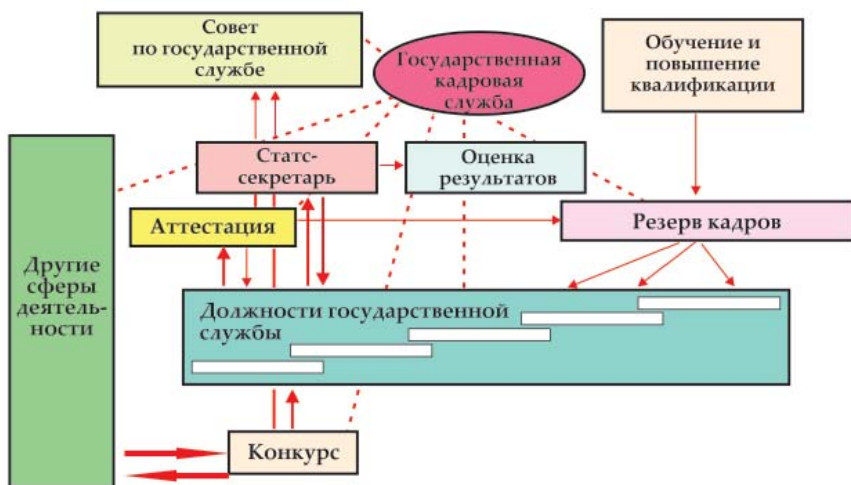 Совет
по государственной
службе
Государственная
кадровая
служба
Обучение и
повышение
квалификации
Статс-
секретарь
Оценка
результатов
Аттестация
Резерв кадров
Другие
сферы
деятель-
ности
Должности государственной
службы
Конкурс